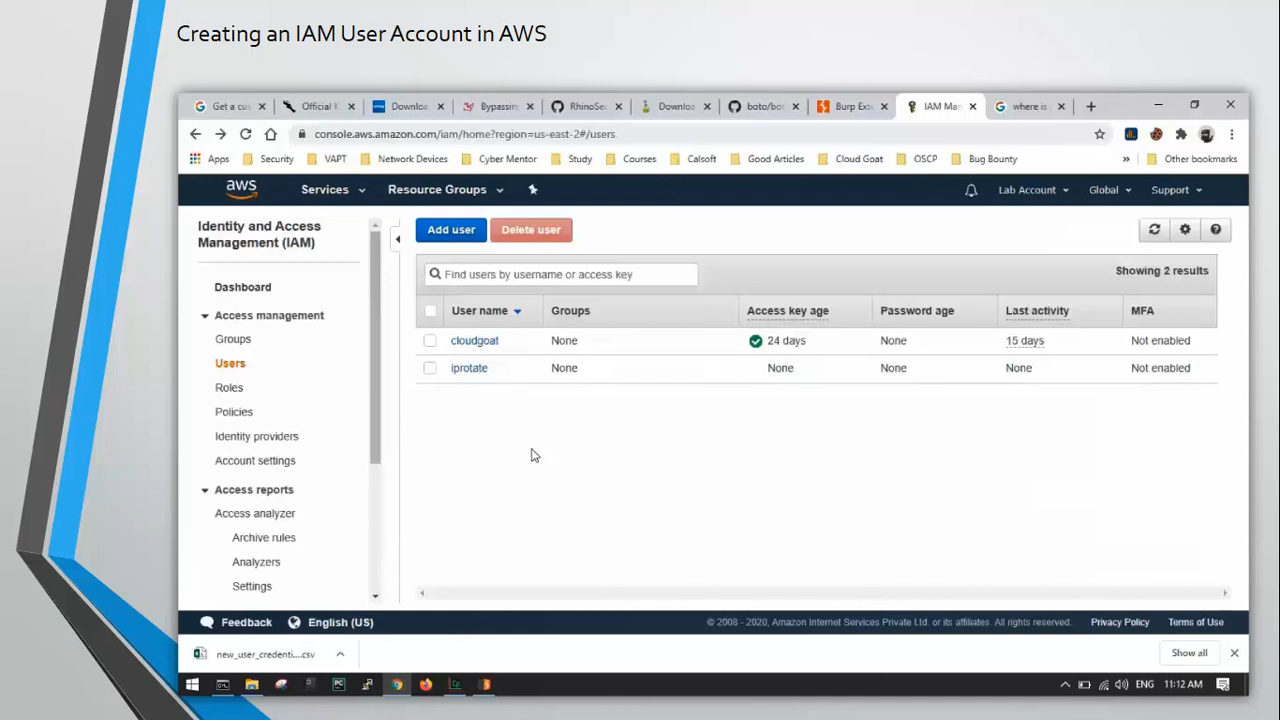 Creating an IAM User Account in AWS
Get a cus
Official K
Downloa
Bypassing
RhinoSec
Downloa
boto/bot
Burp Exte
IAM Man
where is
console.aws.amazon.com/iam/home?region=us-east-2#/users
Apps Security VAPT Network Devices Cyber Mentor Study Courses Calsoft Good Articles Cloud Goat OSCP Bug Bounty » Other bookmarks
aws Services Resource Groups Lab Account Global Support
Identity and Access
Management (IAM)
Dashboard
Access management
Groups
Users
Roles
Policies
Identity providers
Account settings
Access reports
Access analyzer
Archive rules
Analyzers
Settings
Add user Delete user
Find users by username or access key
Showing 2 results
User name Groups Access key age Password age Last activity MFA
cloudgoat None 24 days None 15 days Not enabled
iprotate None None None None Not enabled
Feedback English (US) © 2008 - 2020, Amazon Internet Services Private Ltd. or its affiliates. All rights reserved. Privacy Policy Terms of Use
new_user_credenti....csv Show all
ENG 11:12 AM